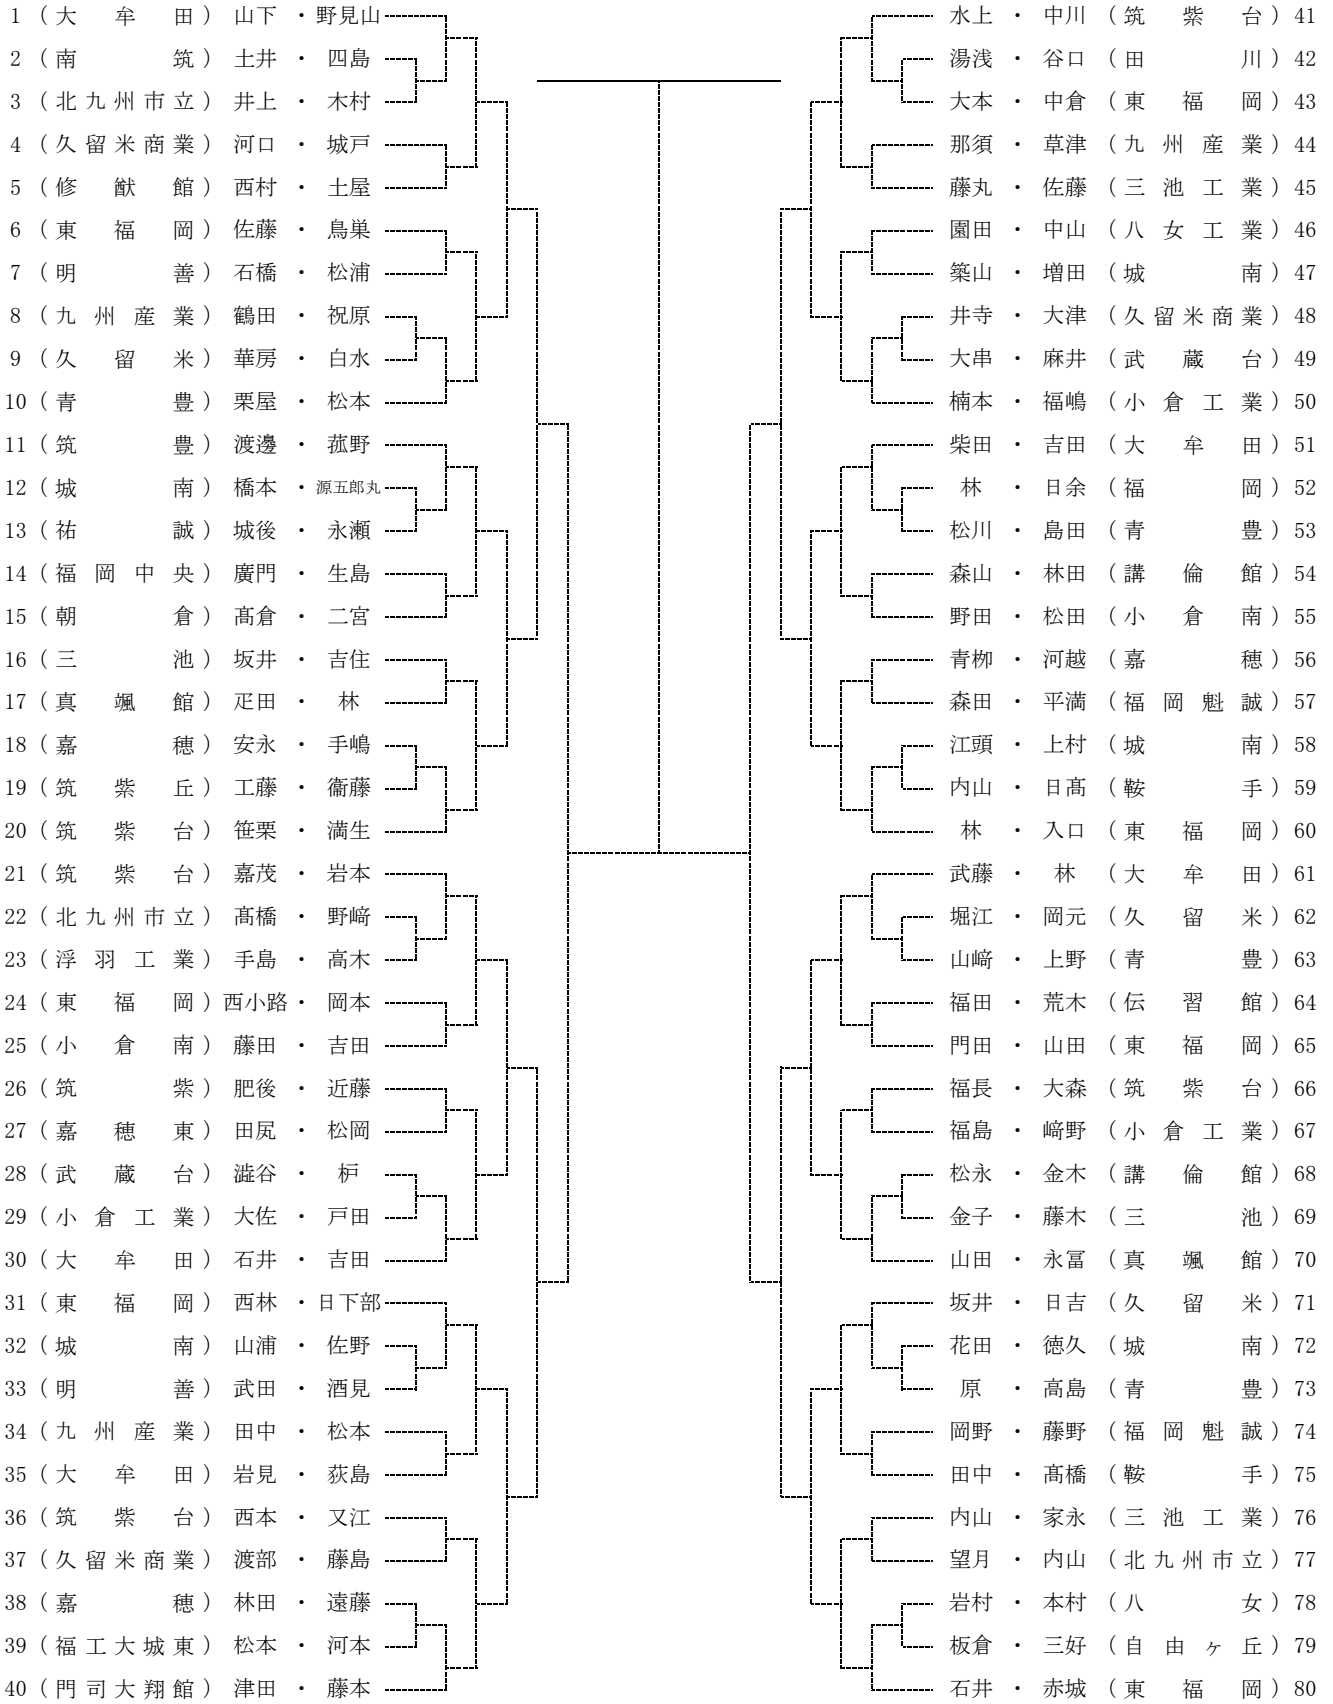 1 (大牟田) 山下・野見山
2 (南筑) 土井・四島
3 (北九州市立) 井上・木村
4 (久留米商業) 河口・城戸
5 (修猷館) 西村・土屋
6 (東福岡) 佐藤・鳥巣
7 (明善) 石橋・松浦
8 (九州産業) 鶴田・祝原
9 (久留米) 華房・白水
10 (青豊) 栗屋・松本
11 (筑豊) 渡邊・菰野
12 (城南) 橋本・源五郎丸
13 (祐誠) 城後・永瀬
14 (福岡中央) 廣門・生島
15 (朝倉) 髙倉・二宮
16 (三池) 坂井・吉住
17 (真颯館) 疋田・林
18 (嘉穂) 安永・手嶋
19 (筑紫丘) 工藤・衞藤
20 (筑紫台) 笹栗・満生
21 (筑紫台) 嘉茂・岩本
22 (北九州市立) 髙橋・野﨑
23 (浮羽工業) 手島・高木
24 (東福岡) 西小路・岡本
25 (小倉南) 藤田・吉田
26 (筑紫) 肥後・近藤
27 (嘉穂東) 田尻・松岡
28 (武蔵台) 澁谷・枦
29 (小倉工業) 大佐・戸田
30 (大牟田) 石井・吉田
31 (東福岡) 西林・日下部
32 (城南) 山浦・佐野
33 (明善) 武田・酒見
34 (九州産業) 田中・松本
35 (大牟田) 岩見・荻島
36 (筑紫台) 西本・又江
37 (久留米商業) 渡部・藤島
38 (嘉穂) 林田・遠藤
39 (福工大城東) 松本・河本
40 (門司大翔館) 津田・藤本
水上・中川 (筑紫台) 41
湯浅・谷口 (田川) 42
大本・中倉 (東福岡) 43
那須・草津 (九州産業) 44
藤丸・佐藤 (三池工業) 45
園田・中山 (八女工業) 46
築山・増田 (城南) 47
井寺・大津 (久留米商業) 48
大串・麻井 (武蔵台) 49
楠本・福嶋 (小倉工業) 50
柴田・吉田 (大牟田) 51
林・日余 (福岡) 52
松川・島田 (青豊) 53
森山・林田 (講倫館) 54
野田・松田 (小倉南) 55
青栁・河越 (嘉穂) 56
森田・平満 (福岡魁誠) 57
江頭・上村 (城南) 58
内山・日髙 (鞍手) 59
林・入口 (東福岡) 60
武藤・林 (大牟田) 61
堀江・岡元 (久留米) 62
山﨑・上野 (青豊) 63
福田・荒木 (伝習館) 64
門田・山田 (東福岡) 65
福長・大森 (筑紫台) 66
福島・﨑野 (小倉工業) 67
松永・金木 (講倫館) 68
金子・藤木 (三池) 69
山田・永冨 (真颯館) 70
坂井・日吉 (久留米) 71
花田・徳久 (城南) 72
原・高島 (青豊) 73
岡野・藤野 (福岡魁誠) 74
田中・髙橋 (鞍手) 75
内山・家永 (三池工業) 76
望月・内山 (北九州市立) 77
岩村・本村 (八女) 78
板倉・三好 (自由ヶ丘) 79
石井・赤城 (東福岡) 80